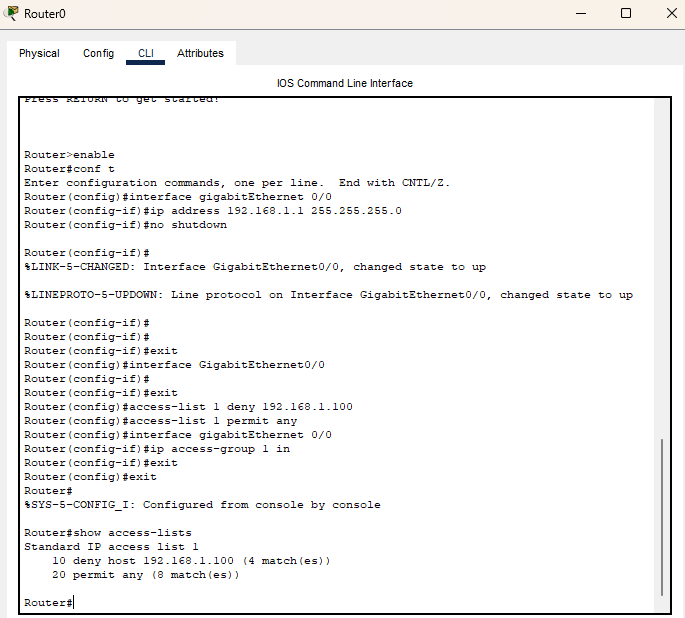 Router0
Physical Config CLI Attributes
IOS Command Line Interface
Press RETURN to get started!
Router>enable
Router#conf t
Enter configuration commands, one per line.  End with CNTL/Z.
Router(config)#interface gigabitEthernet 0/0
Router(config-if)#ip address 192.168.1.1 255.255.255.0
Router(config-if)#no shutdown
Router(config-if)#
%LINK-5-CHANGED: Interface GigabitEthernet0/0, changed state to up
%LINEPROTO-5-UPDOWN: Line protocol on Interface GigabitEthernet0/0, changed state to up
Router(config-if)#
Router(config-if)#
Router(config-if)#exit
Router(config)#interface GigabitEthernet0/0
Router(config-if)#
Router(config-if)#exit
Router(config)#access-list 1 deny 192.168.1.100
Router(config)#access-list 1 permit any
Router(config)#interface gigabitEthernet 0/0
Router(config-if)#ip access-group 1 in
Router(config-if)#exit
Router(config)#exit
Router#
%SYS-5-CONFIG_I: Configured from console by console
Router#show access-lists
Standard IP access list 1
    10 deny host 192.168.1.100 (4 match(es))
    20 permit any (8 match(es))
Router#